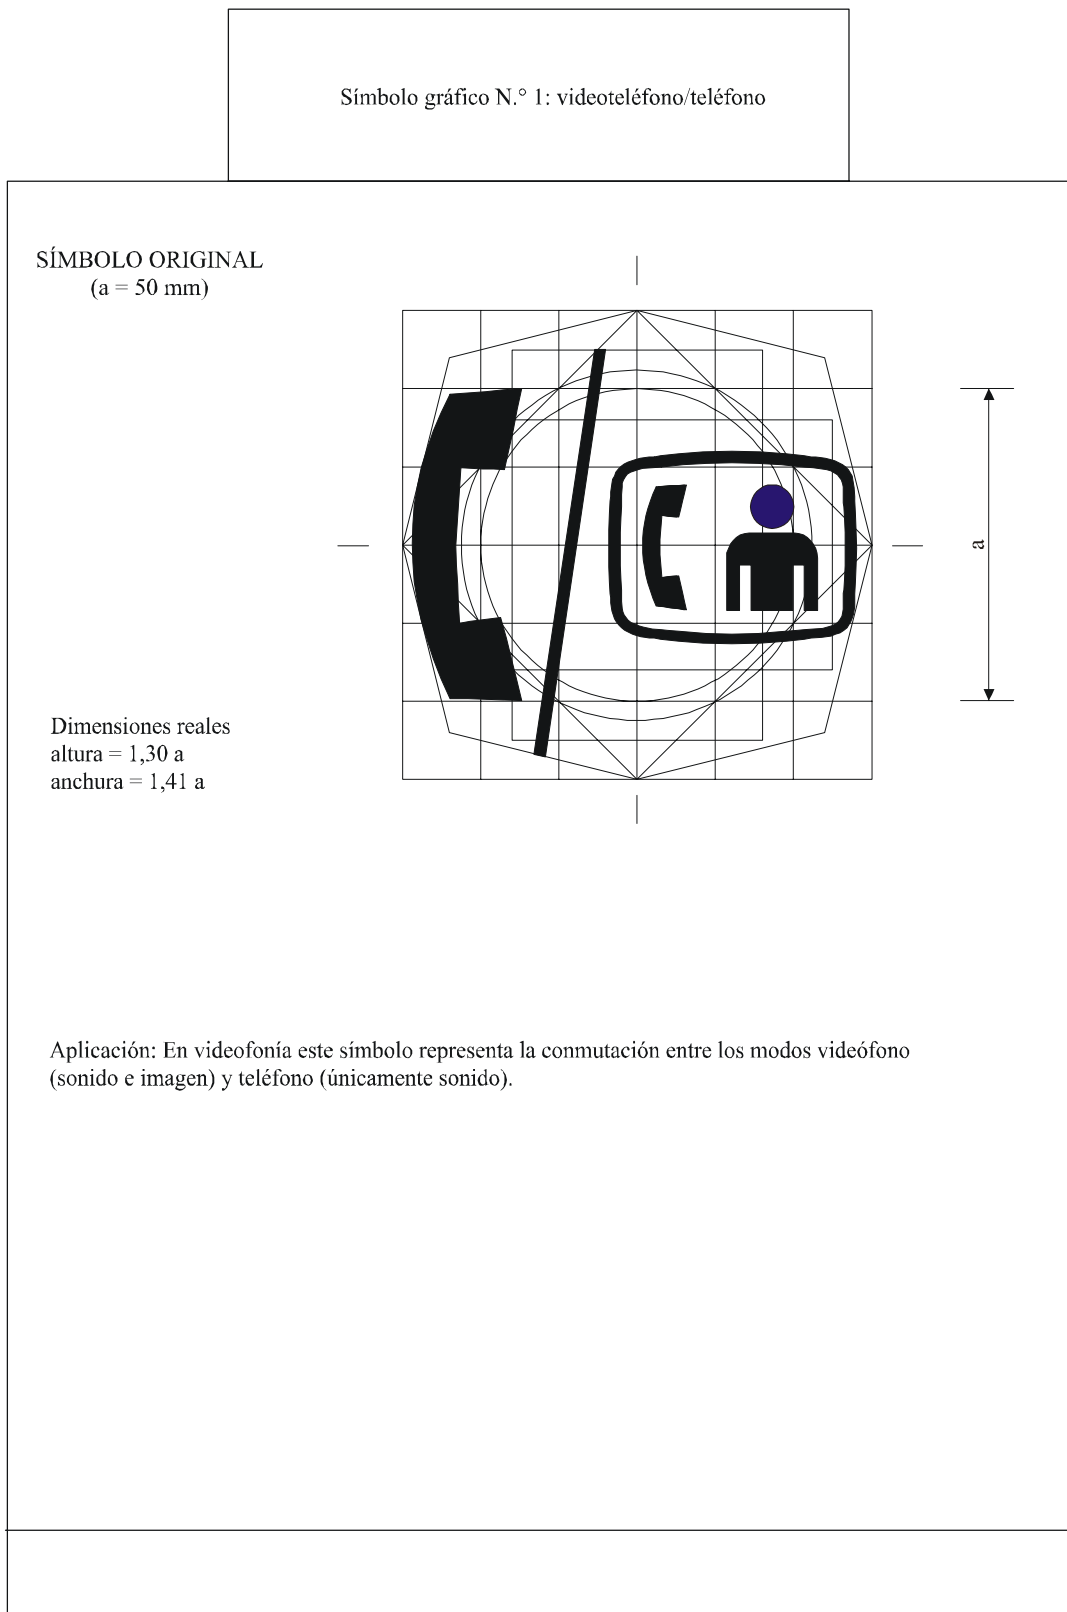 Símbolo gráfico N.° 1: videoteléfono/teléfono
SÍMBOLO ORIGINAL
(a = 50 mm)
a
Dimensiones reales
altura = 1,30 a
anchura = 1,41 a
Aplicación: En videofonía este símbolo representa la conmutación entre los modos videófono
(sonido e imagen) y teléfono (únicamente sonido).